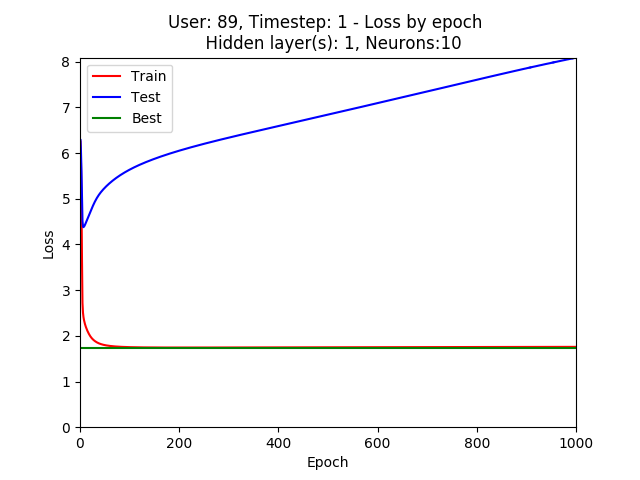 User: 89, Timestep: 1 - Loss by epoch
Hidden layer(s): 1, Neurons:10
8
7
6
5
4
3
2
1
0
Train
Test
Best
Loss
0 200 400 600 800 1000
Epoch